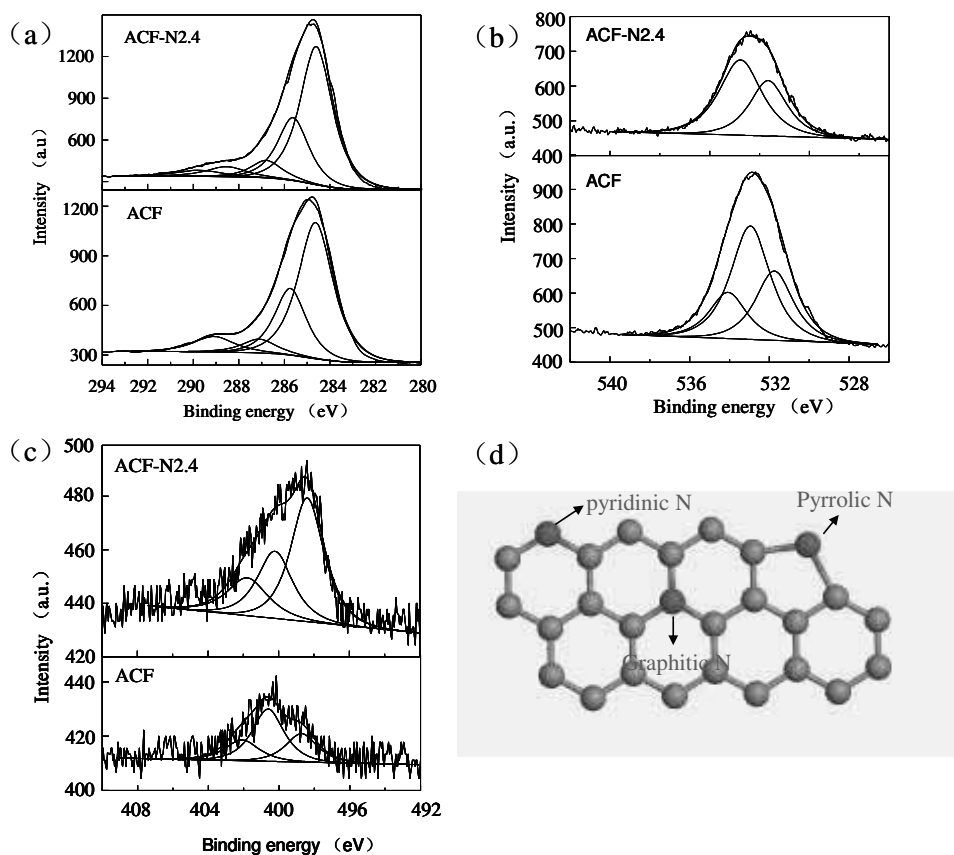 (a)
ACF-N2.4
1200
900
600
ACF
1200
900
600
300
294 292 290 288 286 284 282 280
Binding energy (eV)
Intensity (a.u)
(b)
800
ACF-N2.4
700
600
500
400
ACF
900
800
700
600
500
400
540 536 532 528
Binding energy (eV)
Intensity (a.u.)
(c)
500
ACF-N2.4
480
460
440
420
ACF
440
420
400
408 404 400 496 492
Binding energy (eV)
Intensity (a.u.)
(d)
pyridinic N
Pyrrolic N
Graphitic N